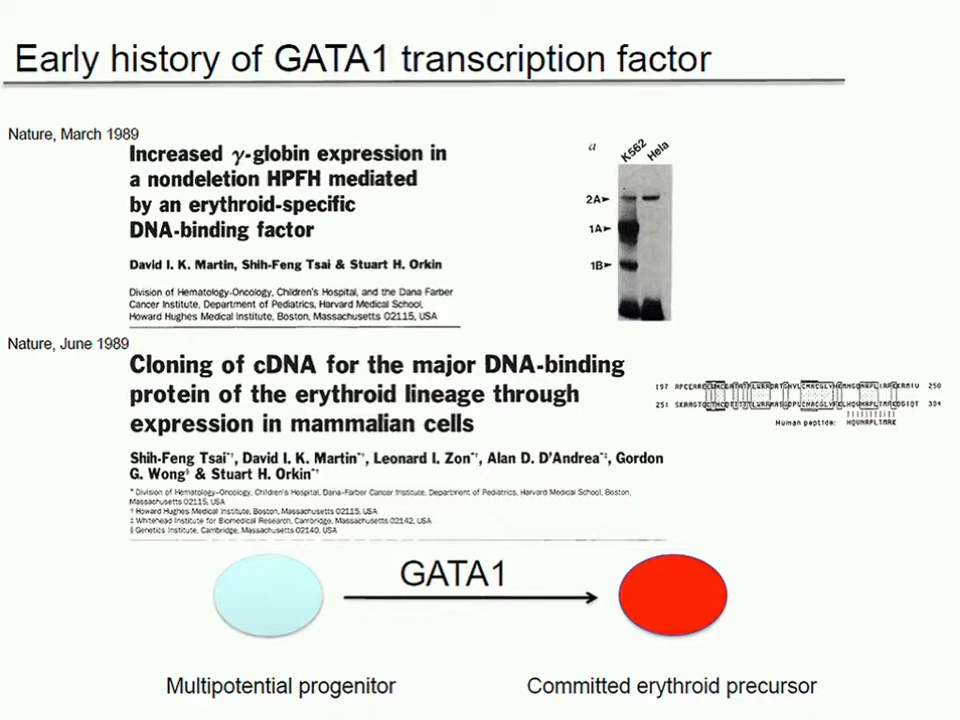 Early history of GATA1 transcription factor
Nature, March 1989
Increased γ-globin expression in
a nondeletion HPFH mediated
by an erythroid-specific
DNA-binding factor
David I. K. Martin, Shih-Feng Tsai & Stuart H. Orkin
Division of Hematology-Oncology, Children's Hospital, and the Dana Farber
Cancer Institute, Department of Pediatrics, Harvard Medical School,
Howard Hughes Medical Institute, Boston, Massachusetts 02115, USA
a
K562 Hela
2A
1A
1B
Nature, June 1989
Cloning of cDNA for the major DNA-binding
protein of the erythroid lineage through
expression in mammalian cells
Shih-Feng Tsai*†, David I. K. Martin*†, Leonard I. Zon*†, Alan D. D'Andrea*‡, Gordon
G. Wong§ & Stuart H. Orkin*†
* Division of Hematology-Oncology, Children's Hospital, Dana-Farber Cancer Institute, Department of Pediatrics, Harvard Medical School, Boston,
Massachusetts 02115, USA
† Howard Hughes Medical Institute, Boston, Massachusetts 02115, USA
‡ Whitehead Institute for Biomedical Research, Cambridge, Massachusetts 02142, USA
§ Genetics Institute, Cambridge, Massachusetts 02140, USA
197 250
251 304
Human peptide: HQVNRPLTMRK
GATA1
Multipotential progenitor
Committed erythroid precursor